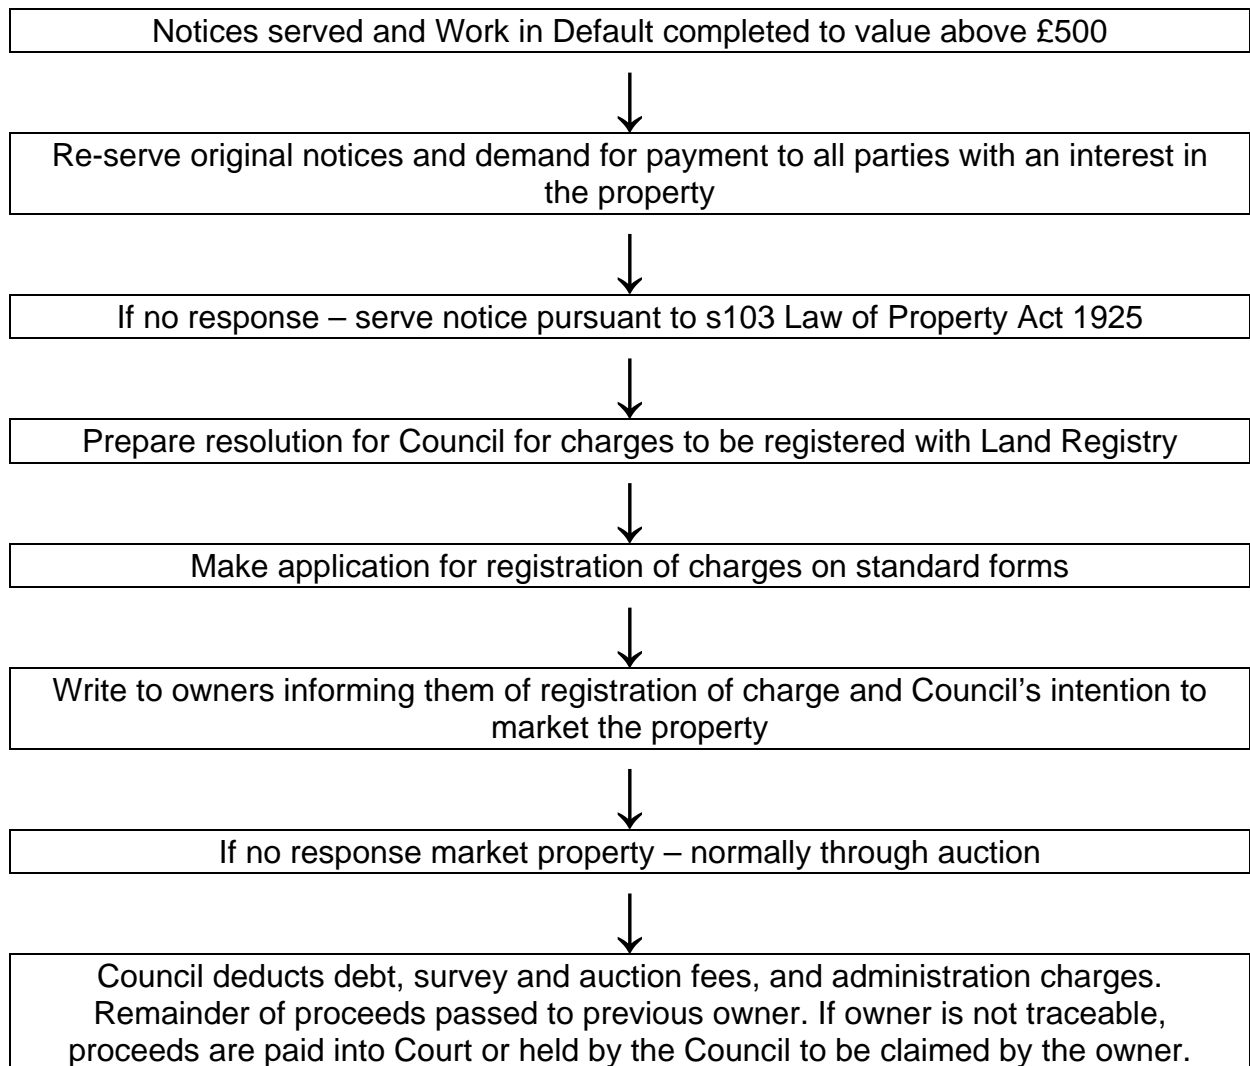 Notices served and Work in Default completed to value above £500
Re-serve original notices and demand for payment to all parties with an interest in
the property
If no response – serve notice pursuant to s103 Law of Property Act 1925
Prepare resolution for Council for charges to be registered with Land Registry
Make application for registration of charges on standard forms
Write to owners informing them of registration of charge and Council’s intention to
market the property
If no response market property – normally through auction
Council deducts debt, survey and auction fees, and administration charges.
Remainder of proceeds passed to previous owner. If owner is not traceable,
proceeds are paid into Court or held by the Council to be claimed by the owner.